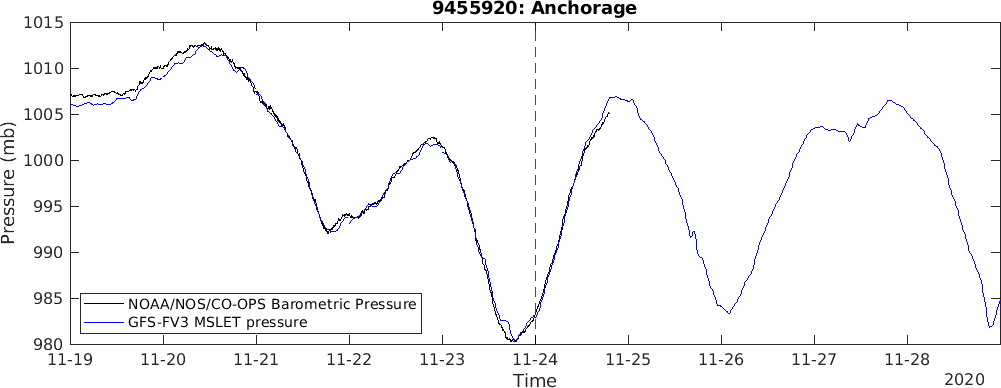 9455920: Anchorage
1015
1010
1005
1000
995
990
985
980
Pressure (mb)
NOAA/NOS/CO-OPS Barometric Pressure
GFS-FV3 MSLET pressure
11-19 11-20 11-21 11-22 11-23 11-24 11-25 11-26 11-27 11-28
Time
2020